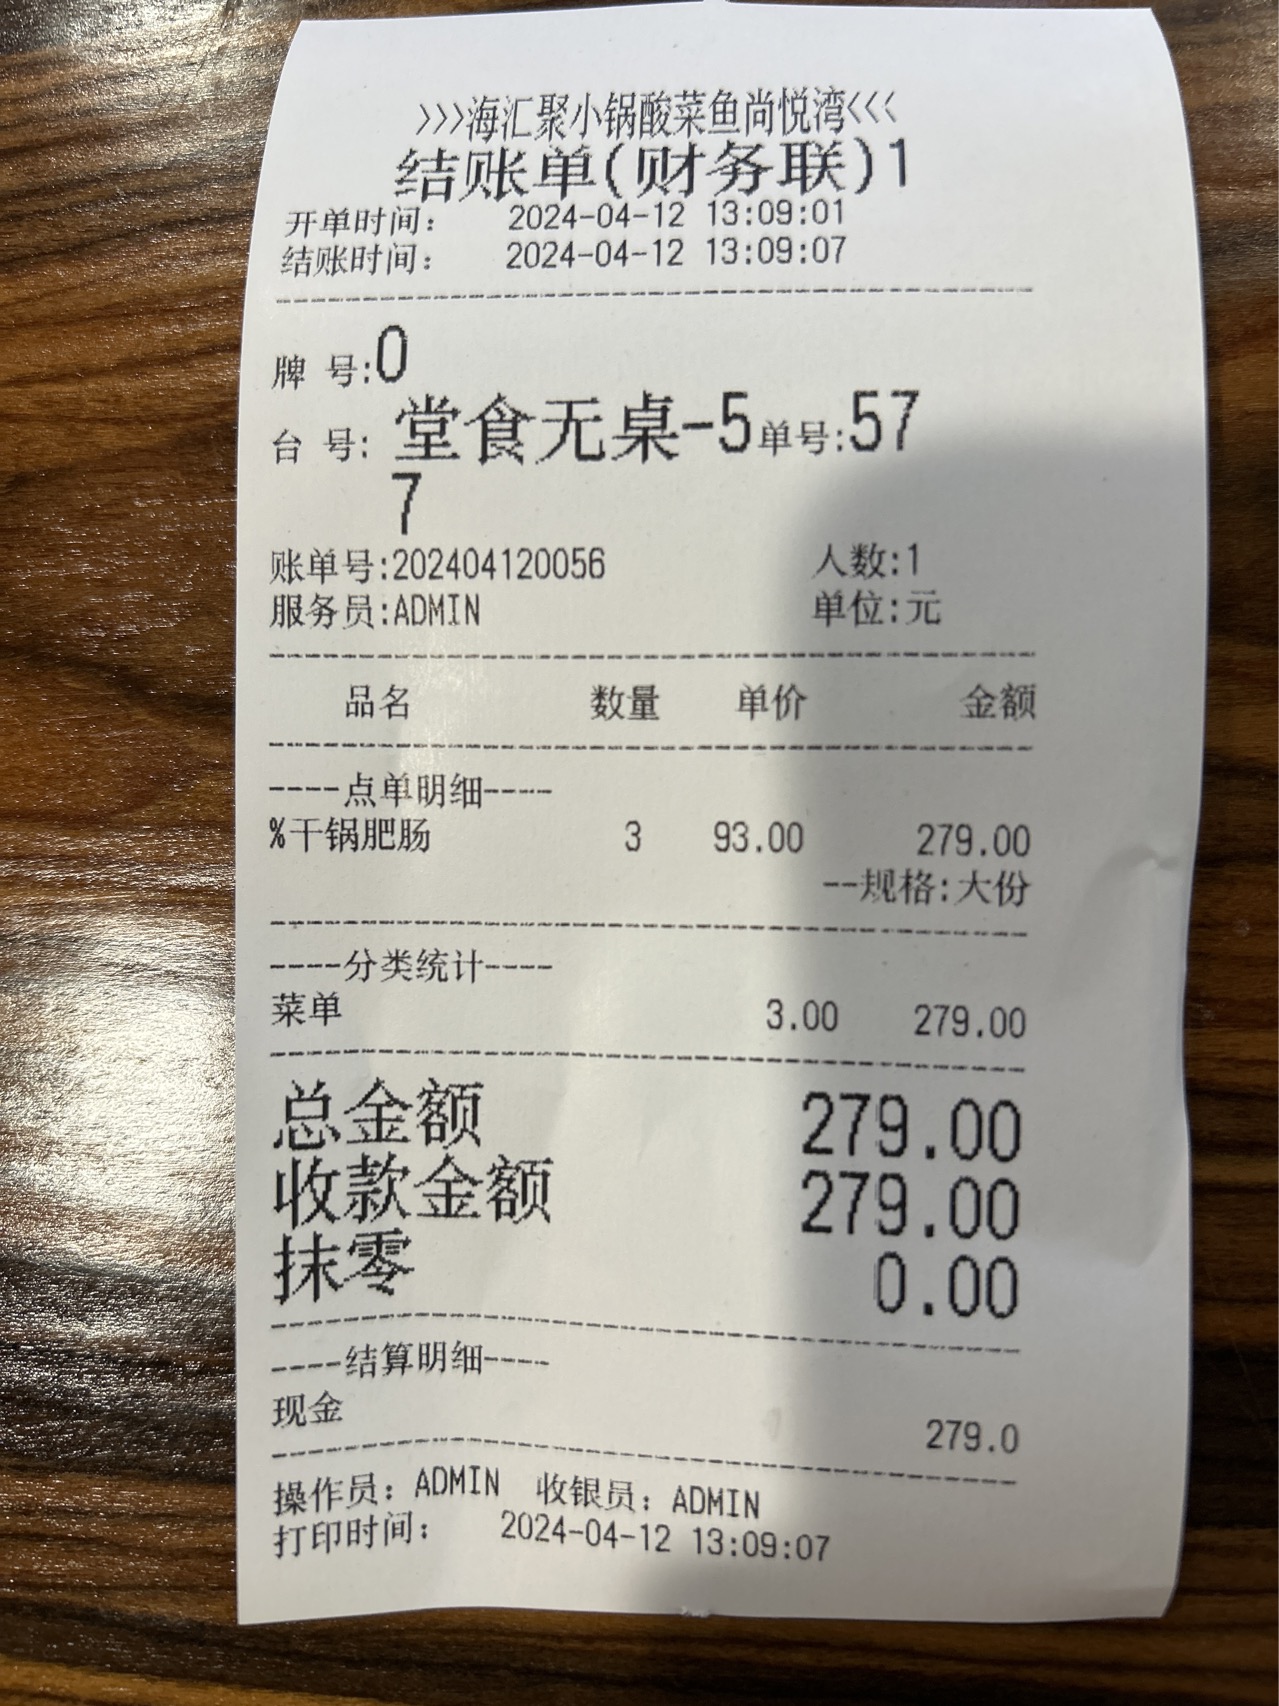 >>>海汇聚小锅酸菜鱼尚悦湾<<<
结账单(财务联)1
开单时间: 2024-04-12 13:09:01
结账时间: 2024-04-12 13:09:07
牌 号:0
台 号: 堂食无桌-5单号:57
7
账单号:202404120056 人数:1
服务员:ADMIN 单位:元
品名 数量 单价 金额
----点单明细----
%干锅肥肠 3 93.00 279.00
--规格:大份
----分类统计----
菜单 3.00 279.00
总金额 279.00
收款金额 279.00
抹零 0.00
----结算明细----
现金 279.0
操作员: ADMIN 收银员: ADMIN
打印时间: 2024-04-12 13:09:07